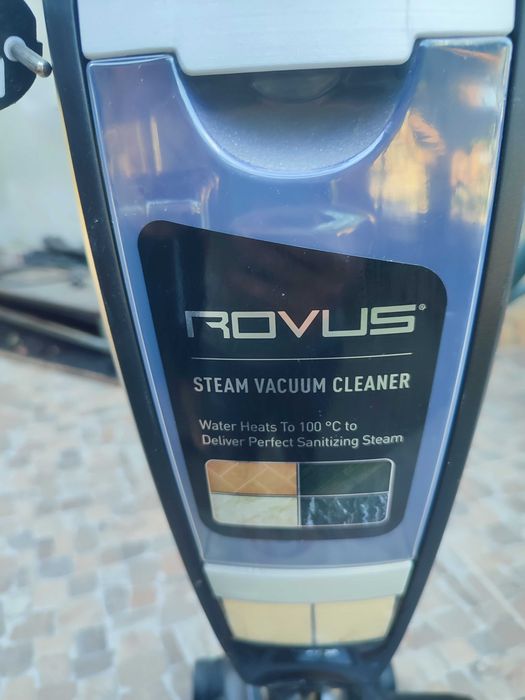 ROVUS®
STEAM VACUUM CLEANER
Water Heats To 100 °C to
Deliver Perfect Sanitizing Steam